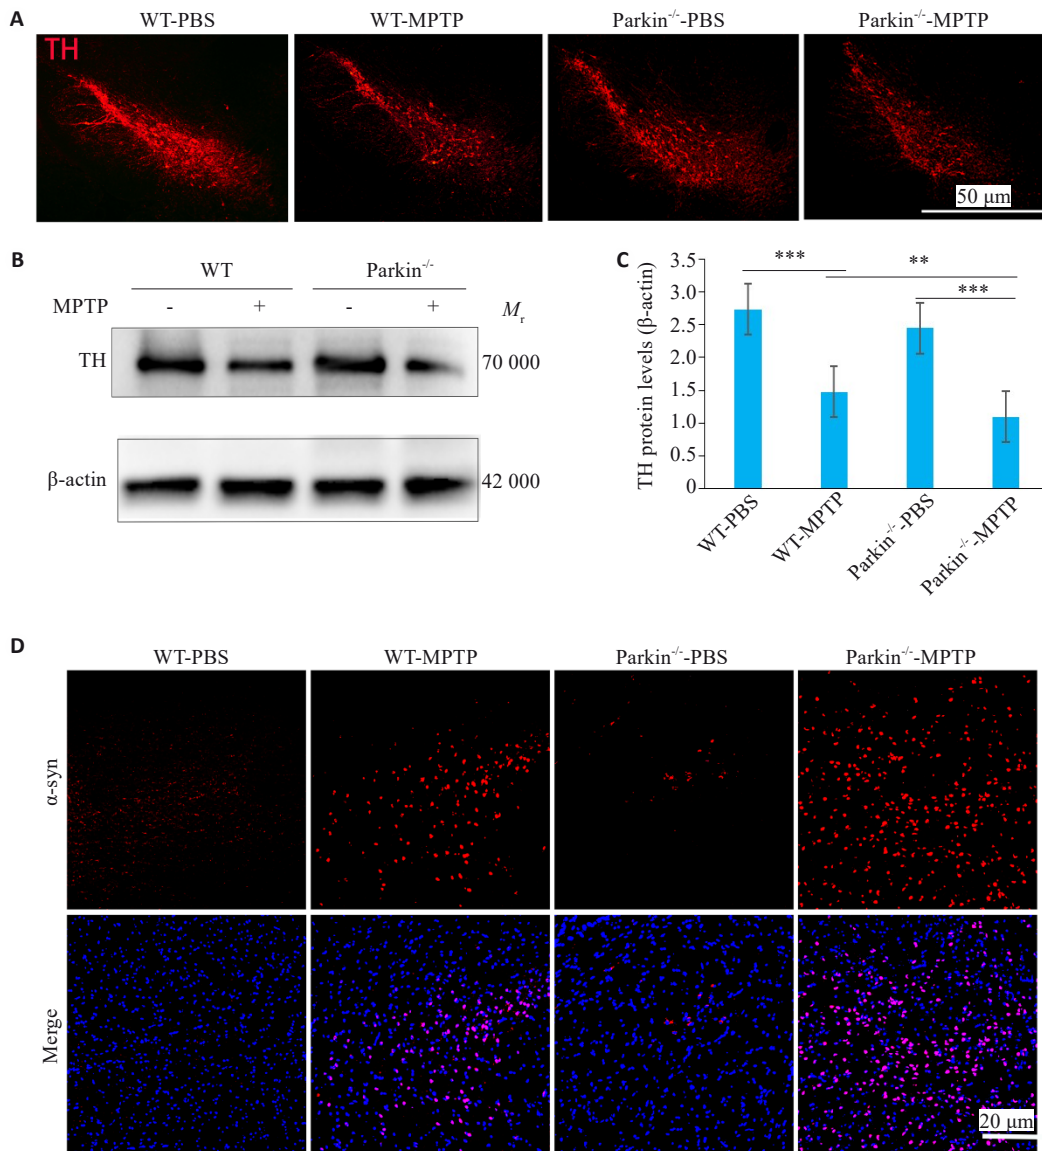 A
WT-PBS WT-MPTP Parkin⁻/⁻-PBS Parkin⁻/⁻-MPTP
TH
50 μm
B
WT Parkin⁻/⁻
MPTP - + - + Mr
TH 70 000
β-actin 42 000
C
TH protein levels (β-actin)
3.5
3.0
2.5
2.0
1.5
1.0
0.5
0
*** ** ***
WT-PBS WT-MPTP Parkin⁻/⁻-PBS Parkin⁻/⁻-MPTP
D
WT-PBS WT-MPTP Parkin⁻/⁻-PBS Parkin⁻/⁻-MPTP
α-syn
Merge
20 μm